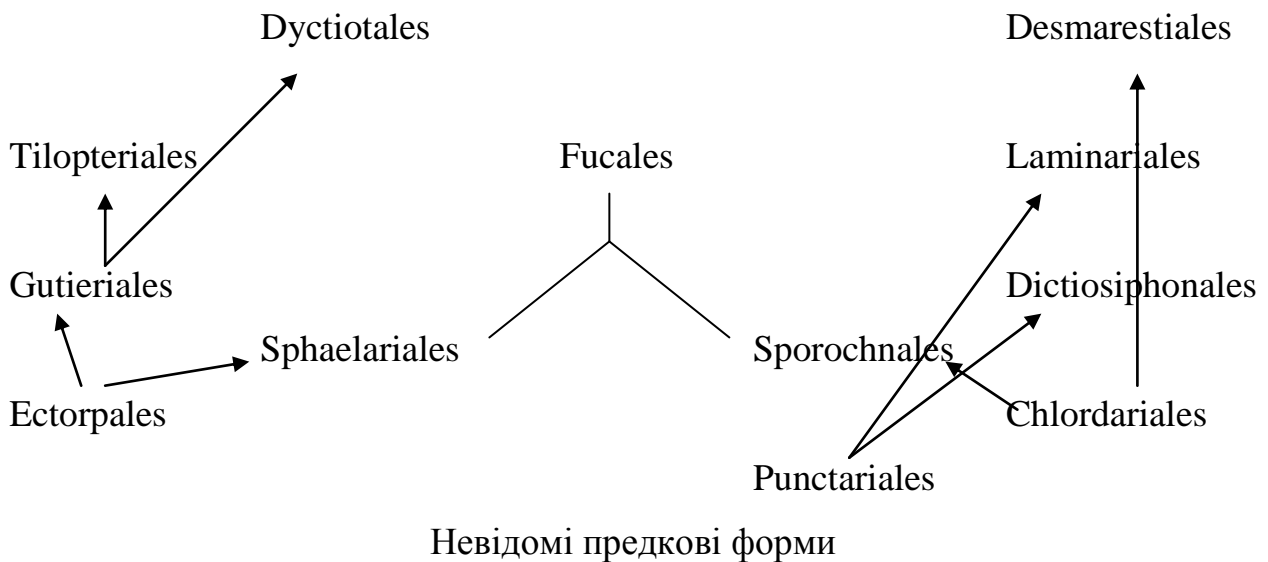 Dyctiotales Desmarestiales
Tilopteriales Fucales Laminariales
Gutieriales Dictiosiphonales
Sphaelariales Sporochnales
Ectorpales Chlordariales
Punctariales
Невідомі предкові форми